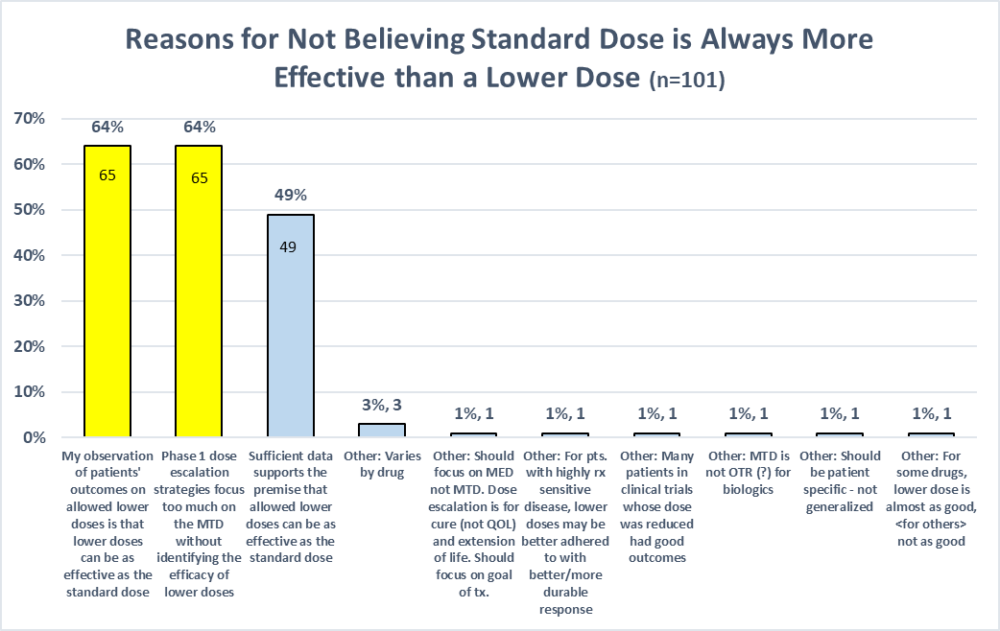 Reasons for Not Believing Standard Dose is Always More
Effective than a Lower Dose (n=101)
70%
60%
50%
40%
30%
20%
10%
0%
64%
65
64%
65
49%
49
3%, 3
1%, 1
1%, 1
1%, 1
1%, 1
1%, 1
1%, 1
My observation
of patients'
outcomes on
allowed lower
doses is that
lower doses
can be as
effective as the
standard dose
Phase 1 dose
escalation
strategies focus
too much on
the MTD
without
identifying the
efficacy of
lower doses
Sufficient data
supports the
premise that
allowed lower
doses can be as
effective as the
standard dose
Other: Varies
by drug
Other: Should
focus on MED
not MTD. Dose
escalation is for
cure (not QOL)
and extension
of life. Should
focus on goal
of tx.
Other: For pts.
with highly rx
sensitive
disease, lower
doses may be
better adhered
to with
better/more
durable
response
Other: Many
patients in
clinical trials
whose dose
was reduced
had good
outcomes
Other: MTD is
not OTR (?) for
biologics
Other: Should
be patient
specific - not
generalized
Other: For
some drugs,
lower dose is
almost as good,
<for others>
not as good